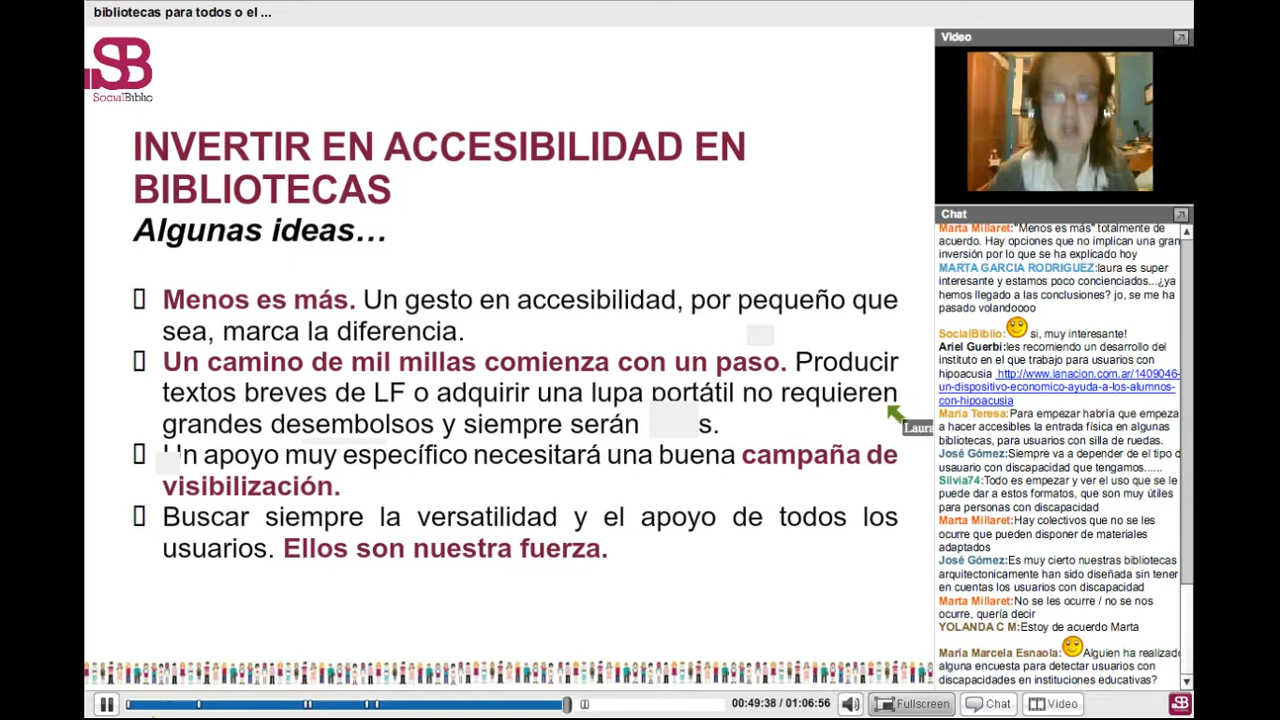 bibliotecas para todos o el ...
SB
SocialBiblio
INVERTIR EN ACCESIBILIDAD EN
BIBLIOTECAS
Algunas ideas…
Menos es más. Un gesto en accesibilidad, por pequeño que
sea, marca la diferencia.
Un camino de mil millas comienza con un paso. Producir
textos breves de LF o adquirir una lupa portátil no requieren
grandes desembolsos y siempre serán
Un apoyo muy específico necesitará una buena campaña de
visibilización.
Buscar siempre la versatilidad y el apoyo de todos los
usuarios. Ellos son nuestra fuerza.
Laura
Video
Chat
Marta Millaret:"Menos es más" totalmente de
acuerdo. Hay opciones que no implican una gran
inversión por lo que se ha explicado hoy
MARTA GARCIA RODRIGUEZ:laura es super
interesante y estamos poco concienciados...¿ya
hemos llegado a las conclusiones? jo, se me ha
pasado volandoooo
SocialBiblio: si, muy interesante!
Ariel Guerbi:les recomiendo un desarrollo del
instituto en el que trabajo para usuarios con
hipoacusia http://www.lanacion.com.ar/1409046-
un-dispositivo-economico-ayuda-a-los-alumnos-
con-hipoacusia
Maria Teresa:Para empezar habría que empeza
a hacer accesibles la entrada física en algunas
bibliotecas, para usuarios con silla de ruedas.
José Gómez:Siempre va a depender de el tipo d
usauario con discapacidad que tengamos......
Silvia74:Todo es empezar y ver el uso que se le
puede dar a estos formatos, que son muy útiles
para personas con discapacidad
Marta Millaret:Hay colectivos que no se les
ocurre que pueden disponer de materiales
adaptados
José Gómez:Es muy cierto nuestras bibliotecas
arquitectonicamente han sido diseñada sin tener
en cuentas los usuarios con discapacidad
Marta Millaret:No se les ocurre / no se nos
ocurre, quería decir
YOLANDA C M:Estoy de acuerdo Marta
María Marcela Esnaola: Alguien ha realizado
alguna encuesta para detectar usuarios con
discapacidades en instituciones educativas?
00:49:38 / 01:06:56
Fullscreen
Chat
Video
SB